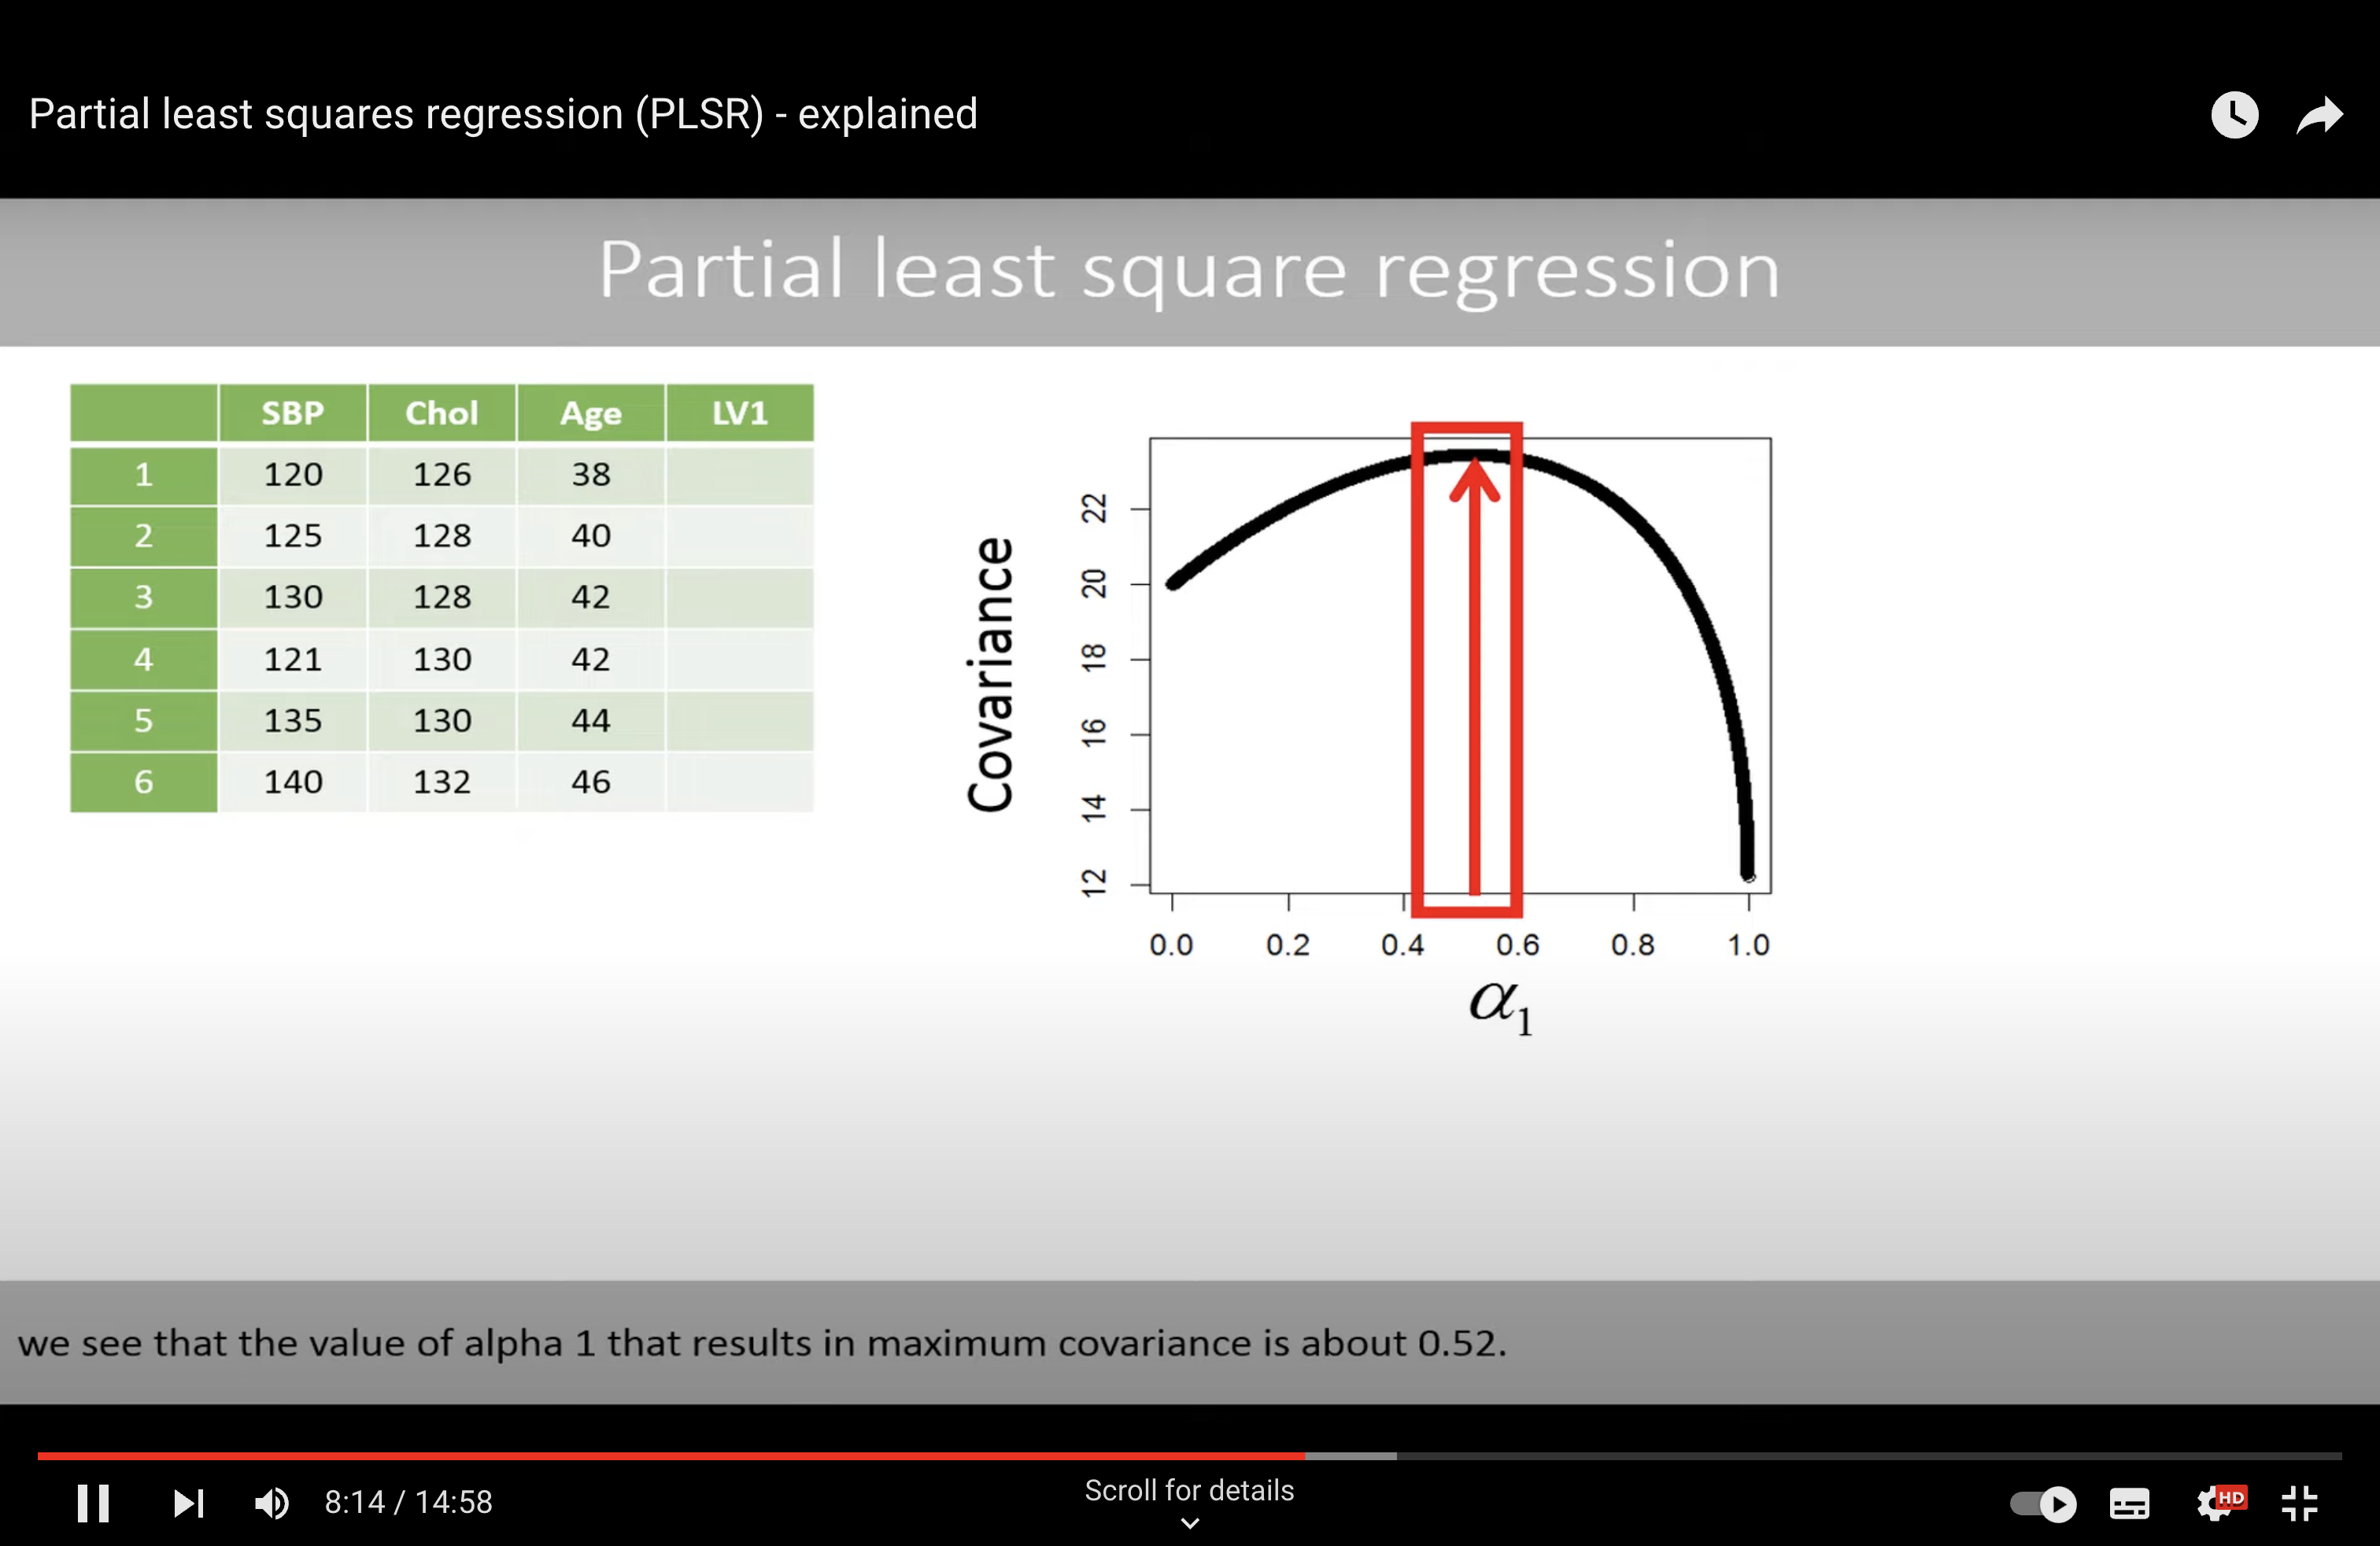 Partial least squares regression (PLSR) - explained
Partial least square regression
SBP Chol Age LV1
1 120 126 38
2 125 128 40
3 130 128 42
4 121 130 42
5 135 130 44
6 140 132 46
Covariance
22
20
18
16
14
12
0.0 0.2 0.4 0.6 0.8 1.0
α1
we see that the value of alpha 1 that results in maximum covariance is about 0.52.
8:14 / 14:58
Scroll for details
HD